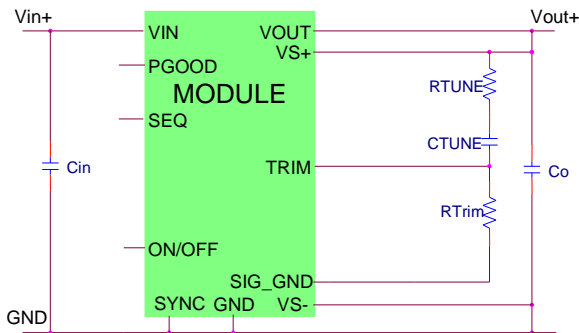 Vin+
Vout+
VIN
VOUT
VS+
PGOOD
RTUNE
MODULE
SEQ
CTUNE
TRIM
Cin
Co
RTrim
ON/OFF
SIG_GND
SYNC
GND
VS-
GND